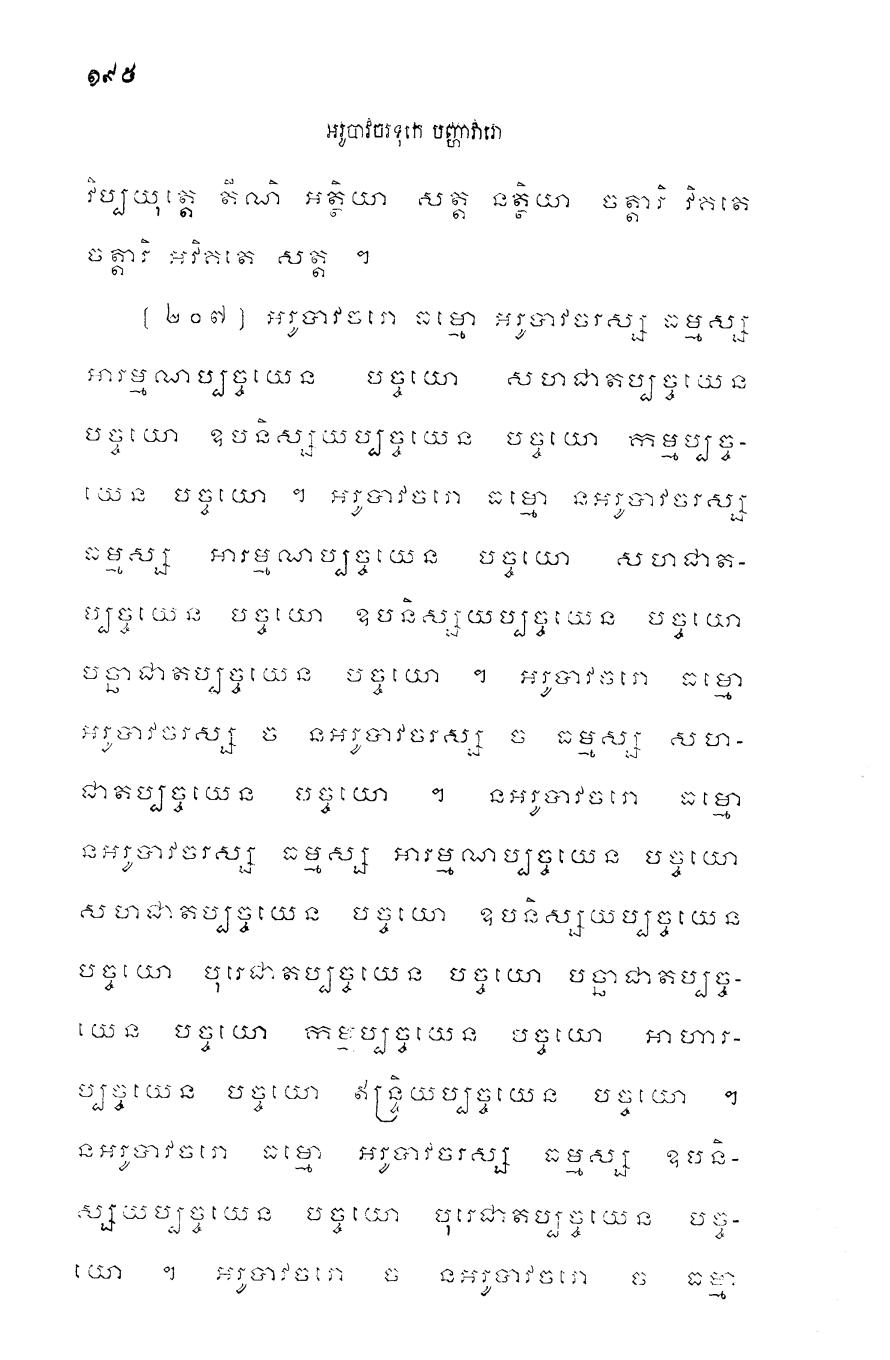 ១៩៥
អរូបាវចរទុកេ បញ្ហាវារោ
វិប្បយុត្តេ តីណិ អត្ថិយា សត្ត នត្ថិយា ចត្តារិ វិគតេ
ចត្តារិ អវិគតេ សត្ត ។
[២០៧] អរូបាវចរោ ធម្មោ អរូបាវចរស្ស ធម្មស្ស
អារម្មណប្បច្ចយេន បច្ចយោ សហជាតប្បច្ចយេន
បច្ចយោ ឧបនិស្សយប្បច្ចយេន បច្ចយោ កម្មប្បច្ច-
យេន បច្ចយោ ។ អរូបាវចរោ ធម្មោ នអរូបាវចរស្ស
ធម្មស្ស អារម្មណប្បច្ចយេន បច្ចយោ សហជាត-
ប្បច្ចយេន បច្ចយោ ឧបនិស្សយប្បច្ចយេន បច្ចយោ
បច្ឆាជាតប្បច្ចយេន បច្ចយោ ។ អរូបាវចរោ ធម្មោ
អរូបាវចរស្ស ច នអរូបាវចរស្ស ច ធម្មស្ស សហ-
ជាតប្បច្ចយេន បច្ចយោ ។ នអរូបាវចរោ ធម្មោ
នអរូបាវចរស្ស ធម្មស្ស អារម្មណប្បច្ចយេន បច្ចយោ
សហជាតប្បច្ចយេន បច្ចយោ ឧបនិស្សយប្បច្ចយេន
បច្ចយោ បុរេជាតប្បច្ចយេន បច្ចយោ បច្ឆាជាតប្បច្ច-
យេន បច្ចយោ កម្មប្បច្ចយេន បច្ចយោ អាហារ-
ប្បច្ចយេន បច្ចយោ ឥន្ទ្រិយប្បច្ចយេន បច្ចយោ ។
នអរូបាវចរោ ធម្មោ អរូបាវចរស្ស ធម្មស្ស ឧបនិ-
ស្សយប្បច្ចយេន បច្ចយោ បុរេជាតប្បច្ចយេន បច្ច-
យោ ។ អរូបាវចរោ ច នអរូបាវចរោ ច ធម្មា